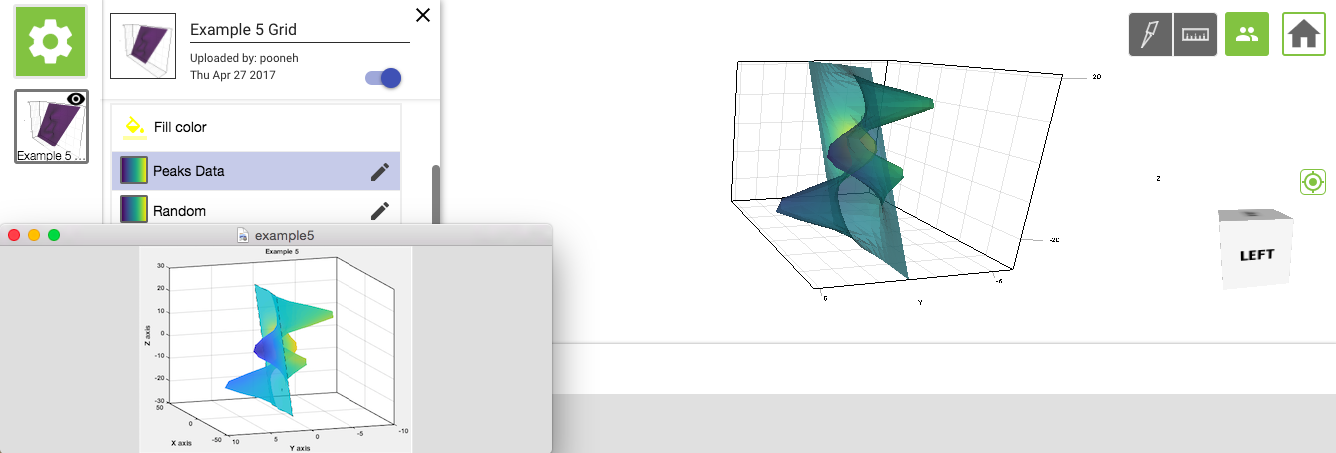 Example 5 Grid
Uploaded by: pooneh
Thu Apr 27 2017
Example 5 ...
Fill color
Peaks Data
Random
example5
Example 5
30
20
10
0
-10
-20
-30
Z axis
50
0
-50
X axis
10
5
0
-5
-10
Y axis
20
Z
-20
-6
6
Y
LEFT